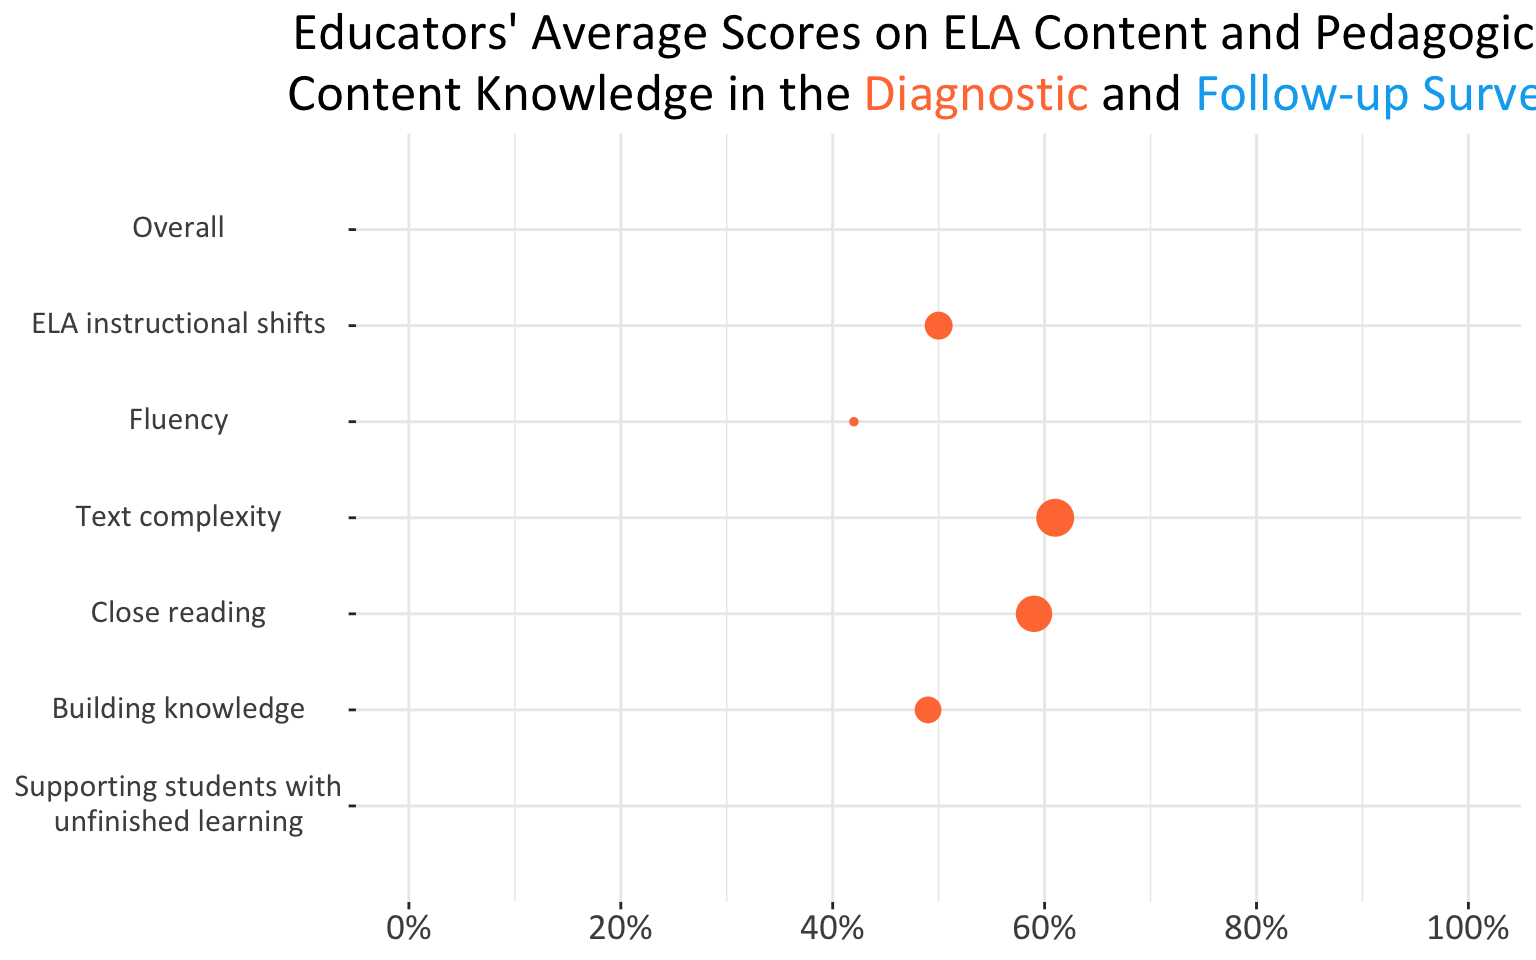 Educators' Average Scores on ELA Content and Pedagogic
Content Knowledge in the Diagnostic and Follow-up Surve
Overall
ELA instructional shifts
Fluency
Text complexity
Close reading
Building knowledge
Supporting students with
unfinished learning
0% 20% 40% 60% 80% 100%